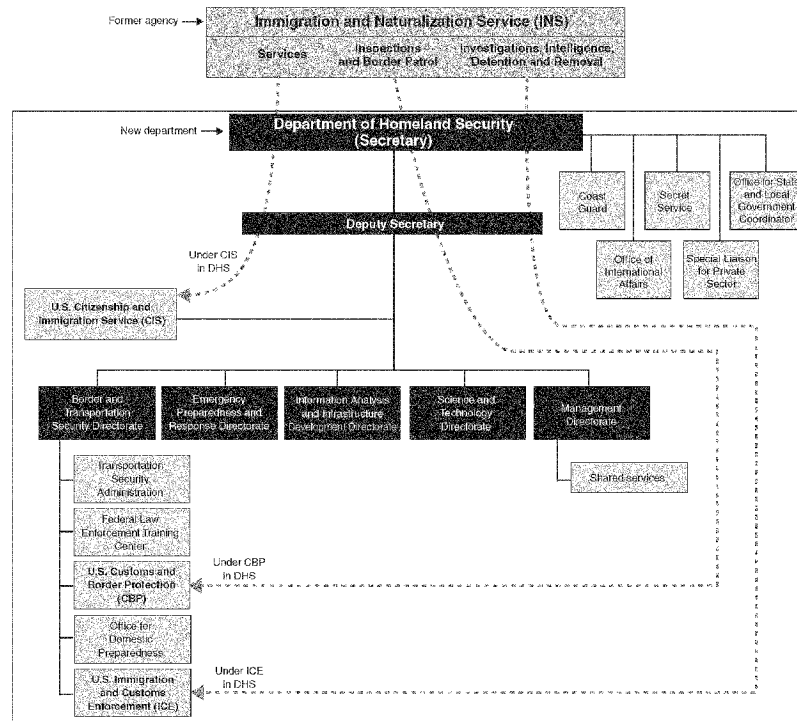 Former agency
Immigration and Naturalization Service (INS)
Services
Inspections
and Border Patrol
Investigations, Intelligence,
Detention and Removal
New department
Department of Homeland Security
(Secretary)
Coast
Guard
Secret
Service
Office for State
and Local
Government
Coordinator
Deputy Secretary
Office of
International
Affairs
Special Liaison
for Private
Sector
Under CIS
in DHS
U.S. Citizenship and
Immigration Service (CIS)
Border and
Transportation
Security Directorate
Emergency
Preparedness and
Response Directorate
Information Analysis
and Infrastructure
Development Directorate
Science and
Technology
Directorate
Management
Directorate
Transportation
Security
Administration
Shared services
Federal Law
Enforcement Training
Center
U.S. Customs and
Border Protection
(CBP)
Under CBP
in DHS
Office for
Domestic
Preparedness
U.S. Immigration
and Customs
Enforcement (ICE)
Under ICE
in DHS